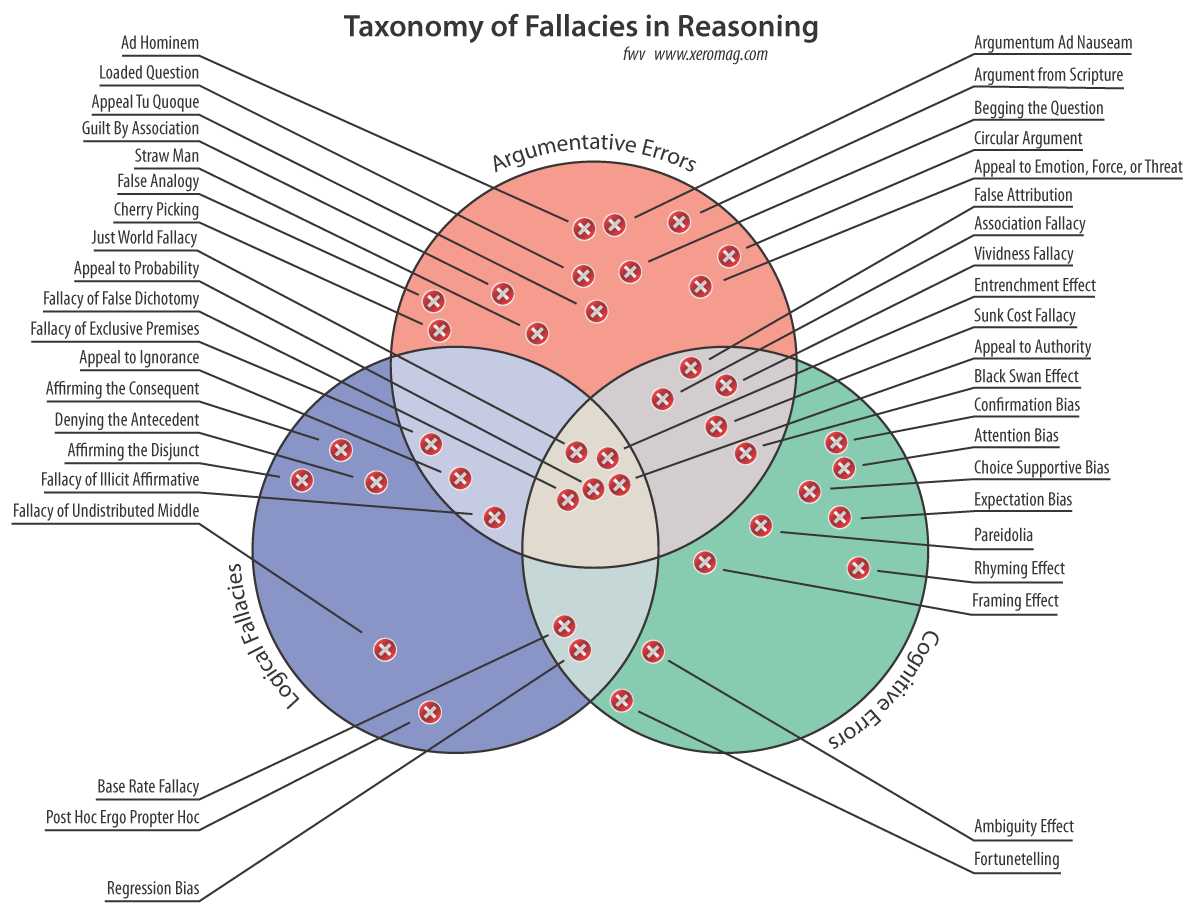 Taxonomy of Fallacies in Reasoning
fwv www.xeromag.com
Ad Hominem
Loaded Question
Appeal Tu Quoque
Guilt By Association
Straw Man
False Analogy
Cherry Picking
Just World Fallacy
Appeal to Probability
Fallacy of False Dichotomy
Fallacy of Exclusive Premises
Appeal to Ignorance
Affirming the Consequent
Denying the Antecedent
Affirming the Disjunct
Fallacy of Illicit Affirmative
Fallacy of Undistributed Middle
Base Rate Fallacy
Post Hoc Ergo Propter Hoc
Regression Bias
Argumentative Errors
Logical Fallacies
Cognitive Errors
Argumentum Ad Nauseam
Argument from Scripture
Begging the Question
Circular Argument
Appeal to Emotion, Force, or Threat
False Attribution
Association Fallacy
Vividness Fallacy
Entrenchment Effect
Sunk Cost Fallacy
Appeal to Authority
Black Swan Effect
Confirmation Bias
Attention Bias
Choice Supportive Bias
Expectation Bias
Pareidolia
Rhyming Effect
Framing Effect
Ambiguity Effect
Fortunetelling